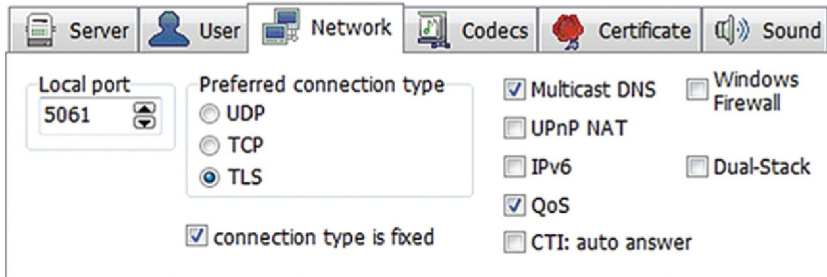 Server User Network Codecs Certificate Sound
Local port
5061
Preferred connection type
UDP
TCP
TLS
connection type is fixed
Multicast DNS
Windows Firewall
UPnP NAT
IPv6
Dual-Stack
QoS
CTI: auto answer